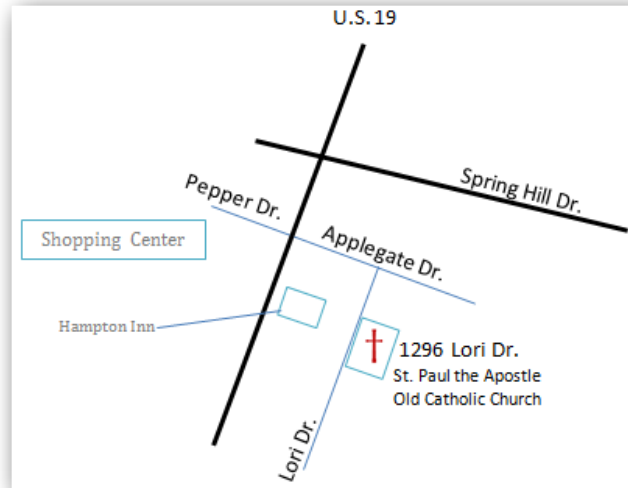 U.S. 19
Spring Hill Dr.
Pepper Dr.
Applegate Dr.
Shopping Center
Hampton Inn
1296 Lori Dr.
St. Paul the Apostle
Old Catholic Church
Lori Dr.